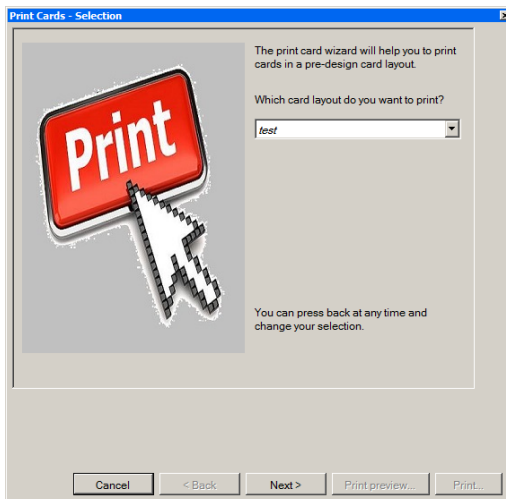 Print Cards - Selection
The print card wizard will help you to print
cards in a pre-design card layout.
Which card layout do you want to print?
test
Print
You can press back at any time and
change your selection.
Cancel
< Back
Next >
Print preview...
Print...